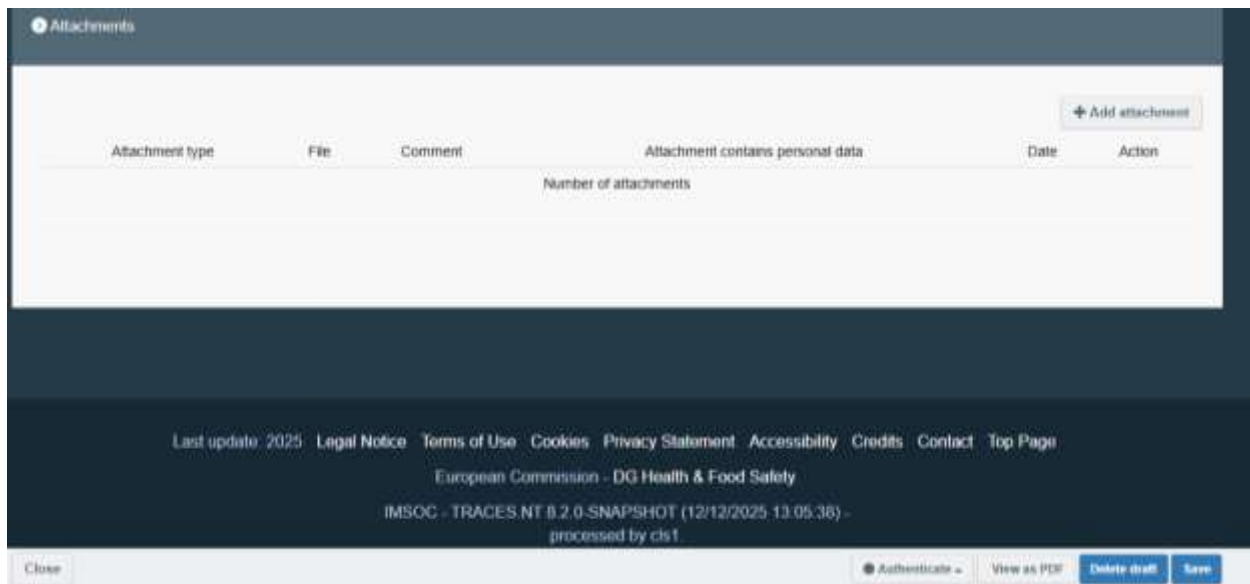 Attachments
Add attachment
Attachment type File Comment Attachment contains personal data Date Action
Number of attachments
Last update: 2025 Legal Notice Terms of Use Cookies Privacy Statement Accessibility Credits Contact Top Page
European Commission - DG Health & Food Safety
IMSOC - TRACES.NT 8.2.0-SNAPSHOT (12/12/2025 13:05:38) -
processed by cls1
Close Authenticate View as PDF Delete draft Save